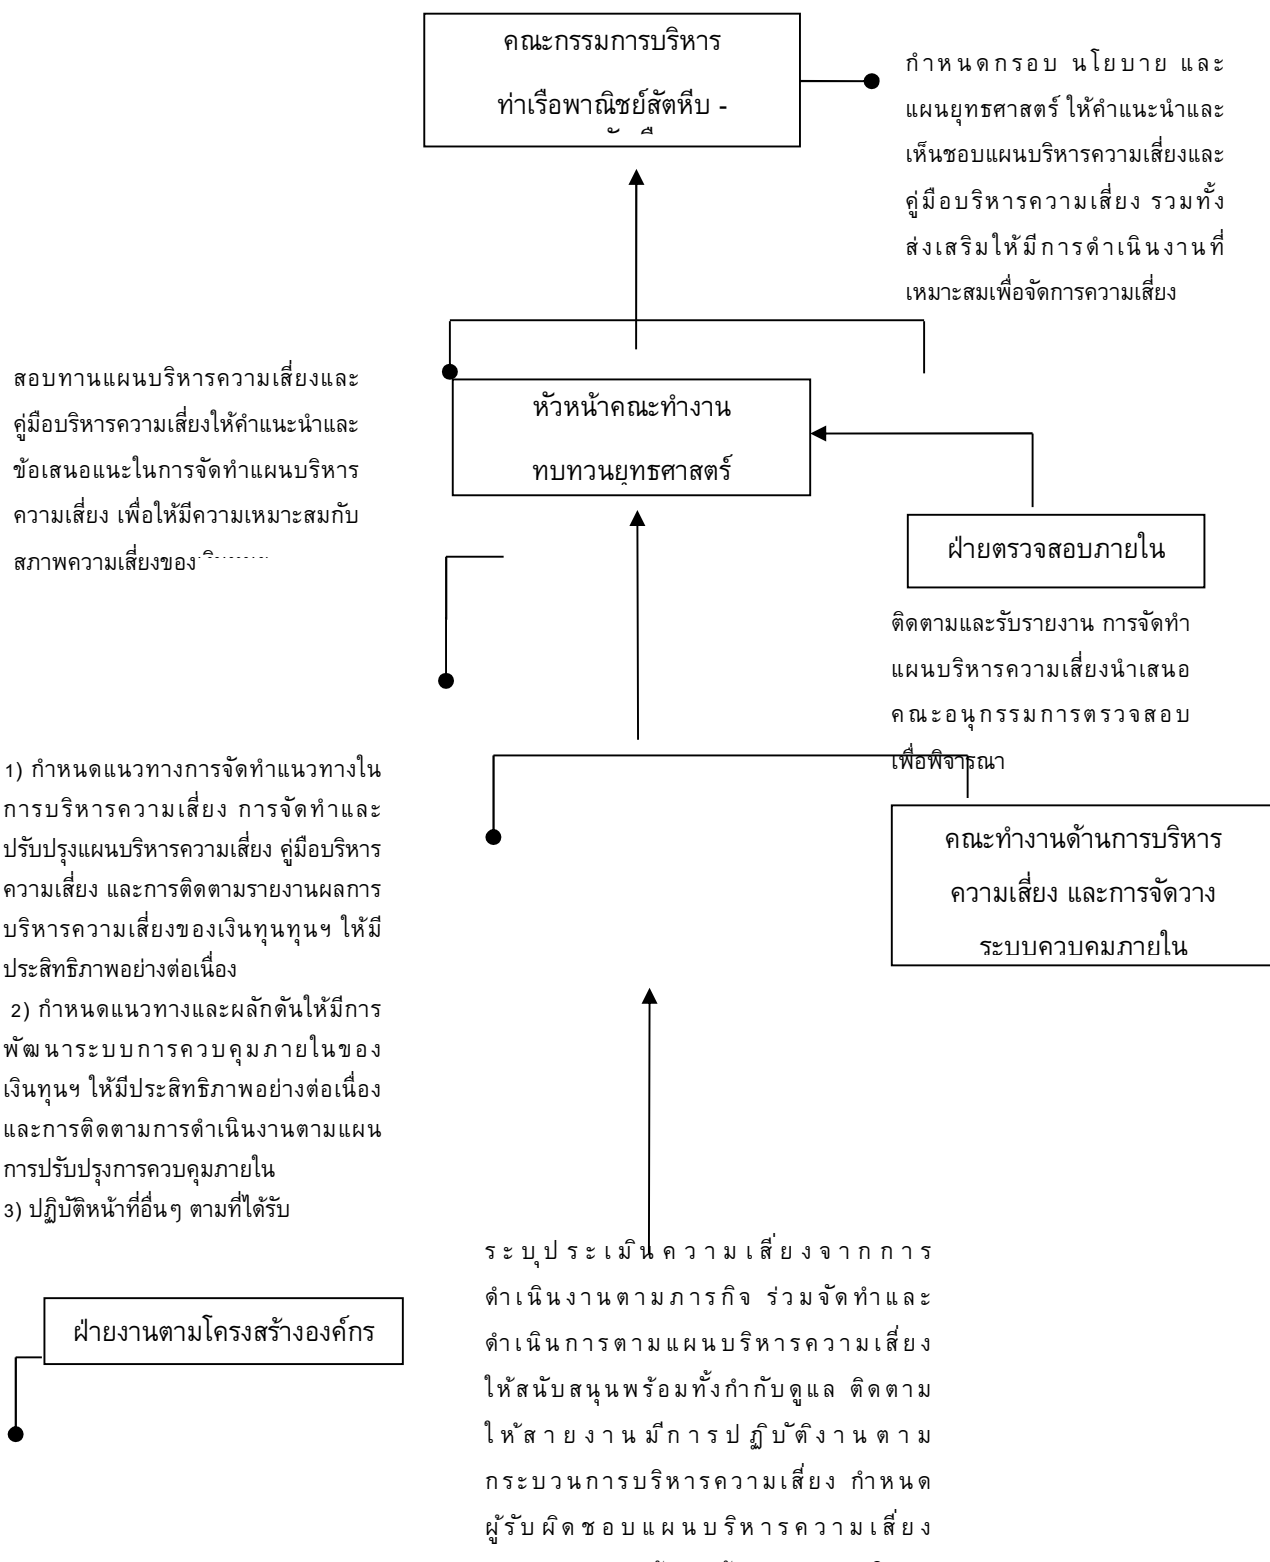 คณะกรรมการบริหาร
ท่าเรือพาณิชย์สัตหีบ -
กำหนดกรอบ นโยบาย และ
แผนยุทธศาสตร์ ให้คำแนะนำและ
เห็นชอบแผนบริหารความเสี่ยงและ
คู่มือบริหารความเสี่ยง รวมทั้ง
ส่งเสริมให้มีการดำเนินงานที่
เหมาะสมเพื่อจัดการความเสี่ยง
สอบทานแผนบริหารความเสี่ยงและ
คู่มือบริหารความเสี่ยงให้คำแนะนำและ
ข้อเสนอแนะในการจัดทำแผนบริหาร
ความเสี่ยง เพื่อให้มีความเหมาะสมกับ
สภาพความเสี่ยงของ
หัวหน้าคณะทำงาน
ทบทวนยุทธศาสตร์
ฝ่ายตรวจสอบภายใน
ติดตามและรับรายงาน การจัดทำ
แผนบริหารความเสี่ยงนำเสนอ
คณะอนุกรรมการตรวจสอบ
เพื่อพิจารณา
1) กำหนดแนวทางการจัดทำแนวทางใน
การบริหารความเสี่ยง การจัดทำและ
ปรับปรุงแผนบริหารความเสี่ยง คู่มือบริหาร
ความเสี่ยง และการติดตามรายงานผลการ
บริหารความเสี่ยงของเงินทุนทุนฯ ให้มี
ประสิทธิภาพอย่างต่อเนื่อง
2) กำหนดแนวทางและผลักดันให้มีการ
พัฒนาระบบการควบคุมภายในของ
เงินทุนฯ ให้มีประสิทธิภาพอย่างต่อเนื่อง
และการติดตามการดำเนินงานตามแผน
การปรับปรุงการควบคุมภายใน
3) ปฏิบัติหน้าที่อื่นๆ ตามที่ได้รับ
คณะทำงานด้านการบริหาร
ความเสี่ยง และการจัดวาง
ระบบควบคุมภายใน
ฝ่ายงานตามโครงสร้างองค์กร
ระบุประเมินความเสี่ยงจากการ
ดำเนินงานตามภารกิจ ร่วมจัดทำและ
ดำเนินการตามแผนบริหารความเสี่ยง
ให้สนับสนุนพร้อมทั้งกำกับดูแล ติดตาม
ให้สายงานมีการปฏิบัติงานตาม
กระบวนการบริหารความเสี่ยง กำหนด
ผู้รับผิดชอบแผนบริหารความเสี่ยง